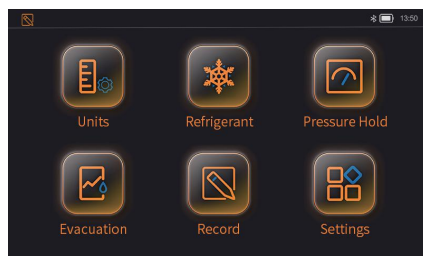 13:50
Units
Refrigerant
Pressure Hold
Evacuation
Record
Settings